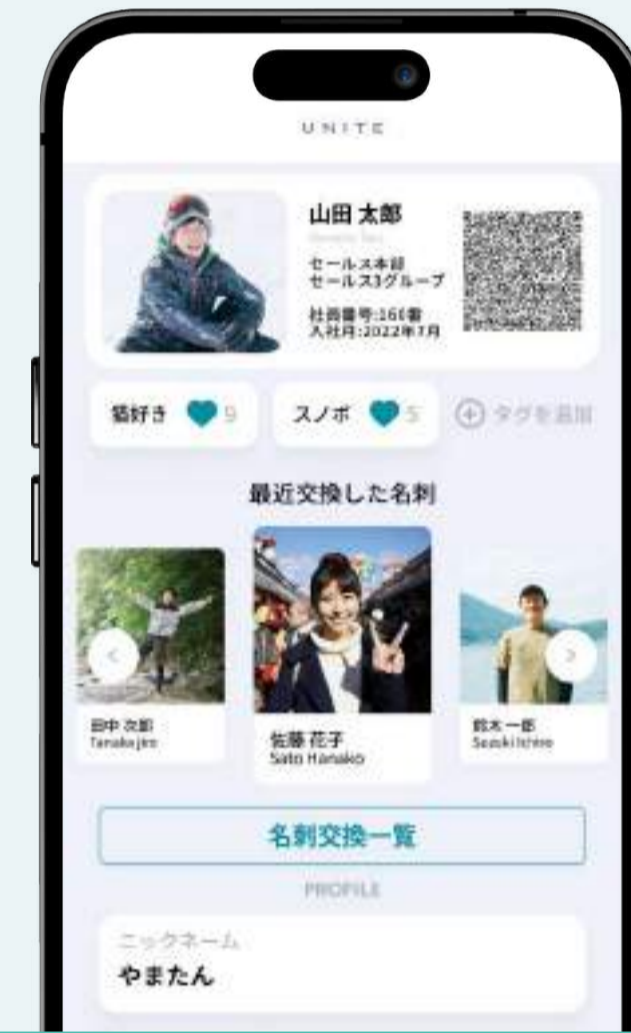 UNITE
山田 太郎
セールス本部
セールス3グループ
社員番号:160番
入社月:2022年7月
猫好き 9
スノボ 5
タグを追加
最近交換した名刺
田中 次郎
Tanaka Jiro
佐藤 花子
Sato Hanako
鈴木 一郎
Suzuki Ichiro
名刺交換一覧
PROFILE
ニックネーム
やまたん